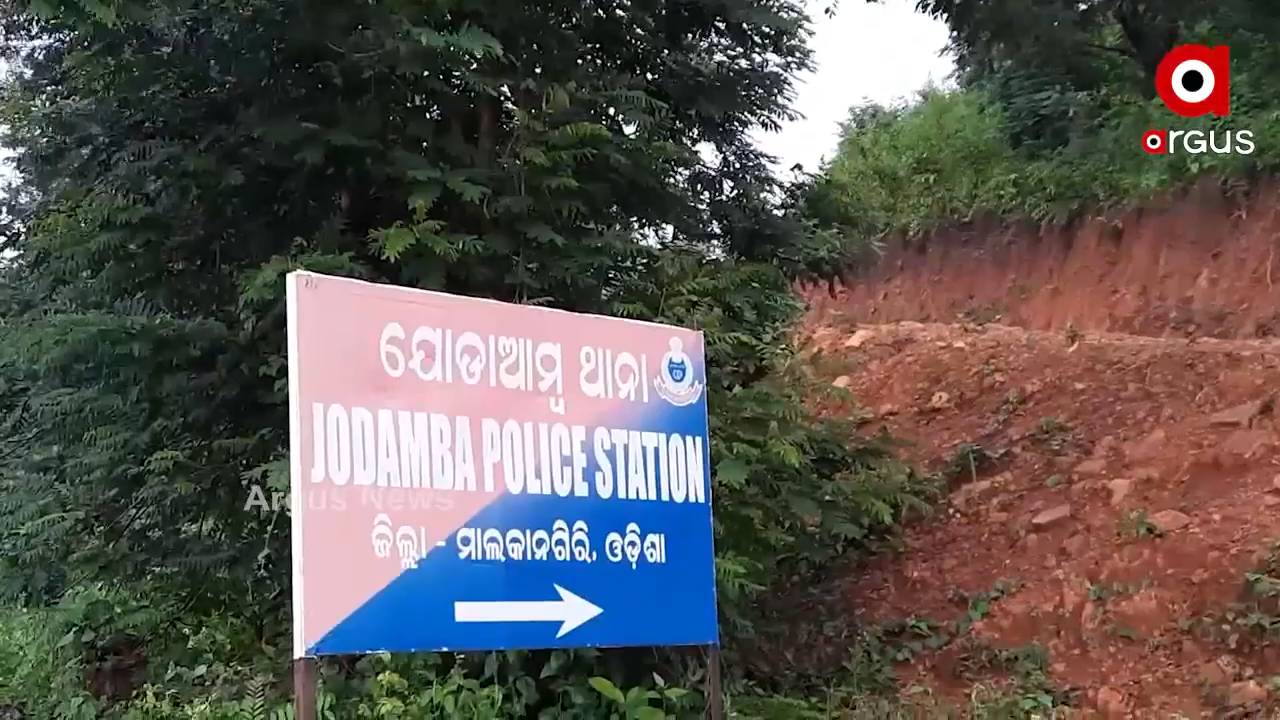 argus
ଯୋଡାଆମ୍ବ ଥାନା
JODAMBA POLICE STATION
Argus News
ଜିଲ୍ଲା - ମାଲକାନଗିରି, ଓଡ଼ିଶା